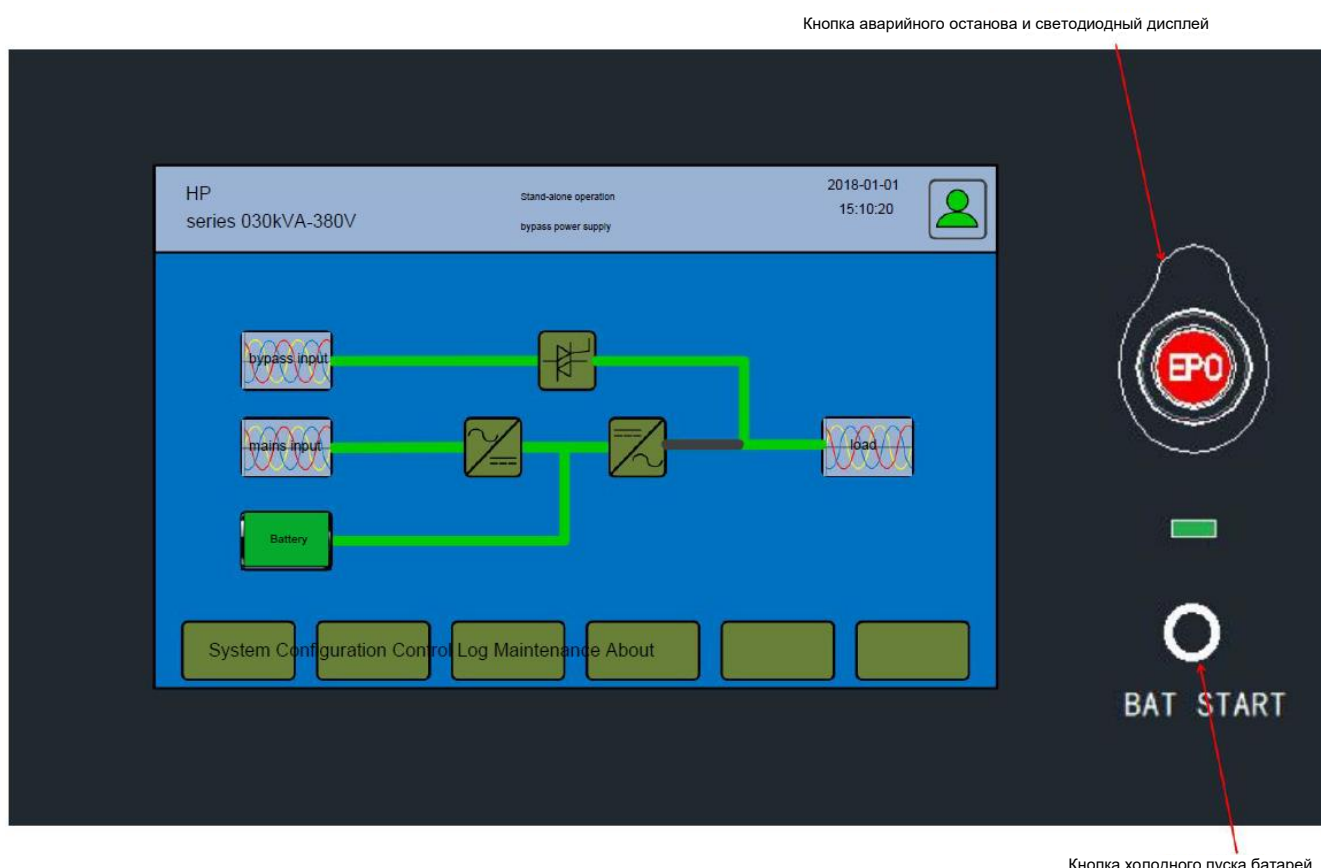 Кнопка аварийного останова и светодиодный дисплей
HP
series 030kVA-380V
Stand-alone operation
bypass power supply
2018-01-01
15:10:20
bypass input
mains input
load
Battery
EPO
System Configuration Control Log Maintenance About
BAT START
Кнопка холодного пуска батарей